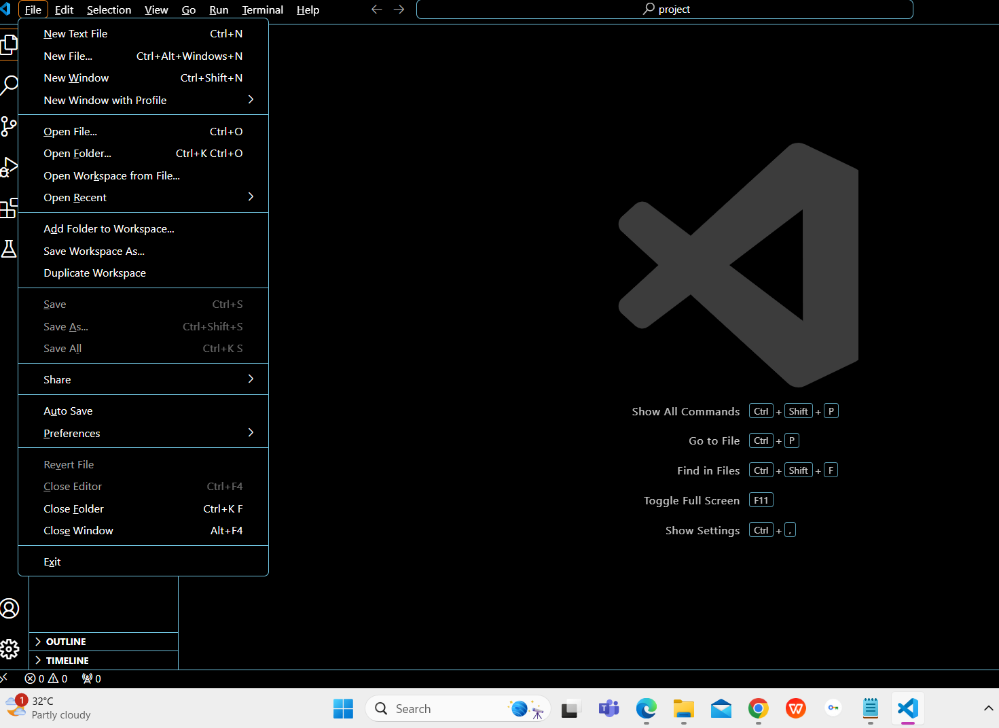 File Edit Selection View Go Run Terminal Help
project
New Text File Ctrl+N
New File... Ctrl+Alt+Windows+N
New Window Ctrl+Shift+N
New Window with Profile
Open File... Ctrl+O
Open Folder... Ctrl+K Ctrl+O
Open Workspace from File...
Open Recent
Add Folder to Workspace...
Save Workspace As...
Duplicate Workspace
Save Ctrl+S
Save As... Ctrl+Shift+S
Save All Ctrl+K S
Share
Auto Save
Preferences
Revert File
Close Editor Ctrl+F4
Close Folder Ctrl+K F
Close Window Alt+F4
Exit
Show All Commands Ctrl + Shift + P
Go to File Ctrl + P
Find in Files Ctrl + Shift + F
Toggle Full Screen F11
Show Settings Ctrl + ,
OUTLINE
TIMELINE
0 0 0
1 32°C
Partly cloudy
Search
T
W